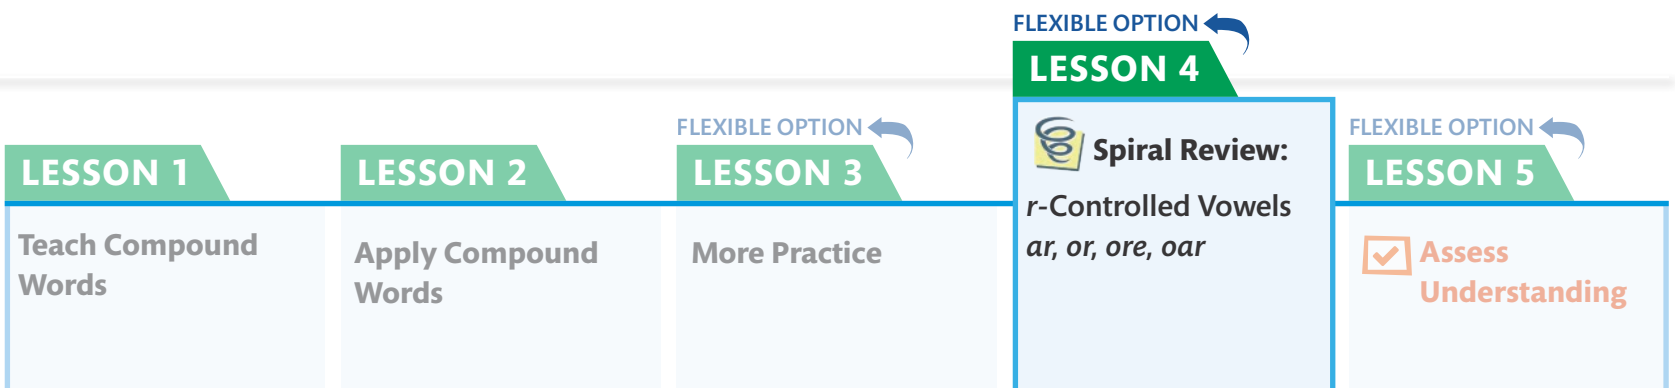 LESSON 1
Teach Compound
Words
LESSON 2
Apply Compound
Words
FLEXIBLE OPTION
LESSON 3
More Practice
FLEXIBLE OPTION
LESSON 4
Spiral Review:
r-Controlled Vowels
ar, or, ore, oar
FLEXIBLE OPTION
LESSON 5
Assess
Understanding